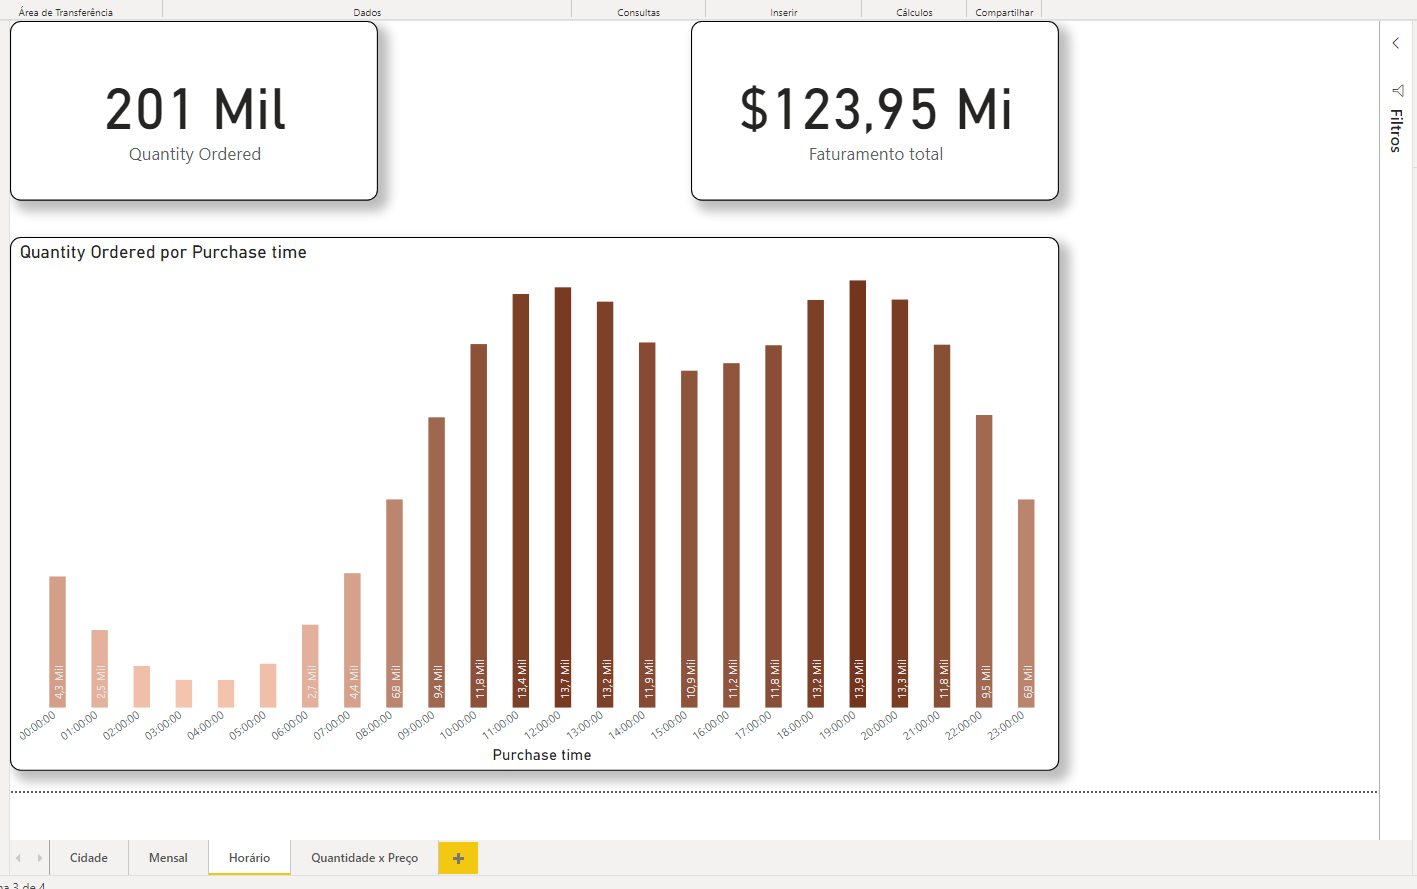 Área de Transferência
Dados
Consultas
Inserir
Cálculos
Compartilhar
201 Mil
Quantity Ordered
$123,95 Mi
Faturamento total
Filtros
Quantity Ordered por Purchase time
4,3 Mil
2,5 Mil
2,7 Mil
4,4 Mil
6,8 Mil
9,4 Mil
11,8 Mil
13,4 Mil
13,7 Mil
13,2 Mil
11,9 Mil
10,9 Mil
11,2 Mil
11,8 Mil
13,2 Mil
13,9 Mil
13,3 Mil
11,8 Mil
9,5 Mil
6,8 Mil
00:00:00
01:00:00
02:00:00
03:00:00
04:00:00
05:00:00
06:00:00
07:00:00
08:00:00
09:00:00
10:00:00
11:00:00
12:00:00
13:00:00
14:00:00
15:00:00
16:00:00
17:00:00
18:00:00
19:00:00
20:00:00
21:00:00
22:00:00
23:00:00
Purchase time
Cidade
Mensal
Horário
Quantidade x Preço
+
3 de 4